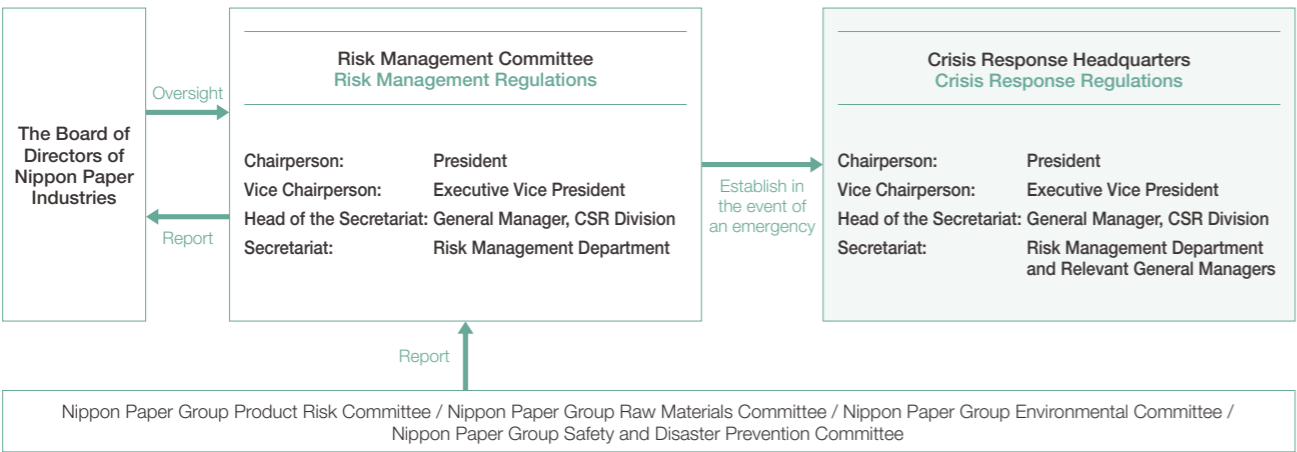 The Board of
Directors of
Nippon Paper
Industries
Oversight
Report
Risk Management Committee
Risk Management Regulations
Chairperson: President
Vice Chairperson: Executive Vice President
Head of the Secretariat: General Manager, CSR Division
Secretariat: Risk Management Department
Establish in
the event of
an emergency
Crisis Response Headquarters
Crisis Response Regulations
Chairperson: President
Vice Chairperson: Executive Vice President
Head of the Secretariat: General Manager, CSR Division
Secretariat: Risk Management Department
and Relevant General Managers
Report
Nippon Paper Group Product Risk Committee / Nippon Paper Group Raw Materials Committee / Nippon Paper Group Environmental Committee /
Nippon Paper Group Safety and Disaster Prevention Committee